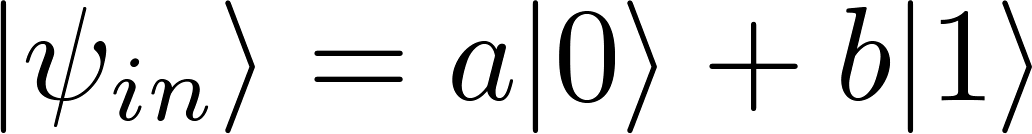 |ψ_{in}⟩ = a|0⟩ + b|1⟩